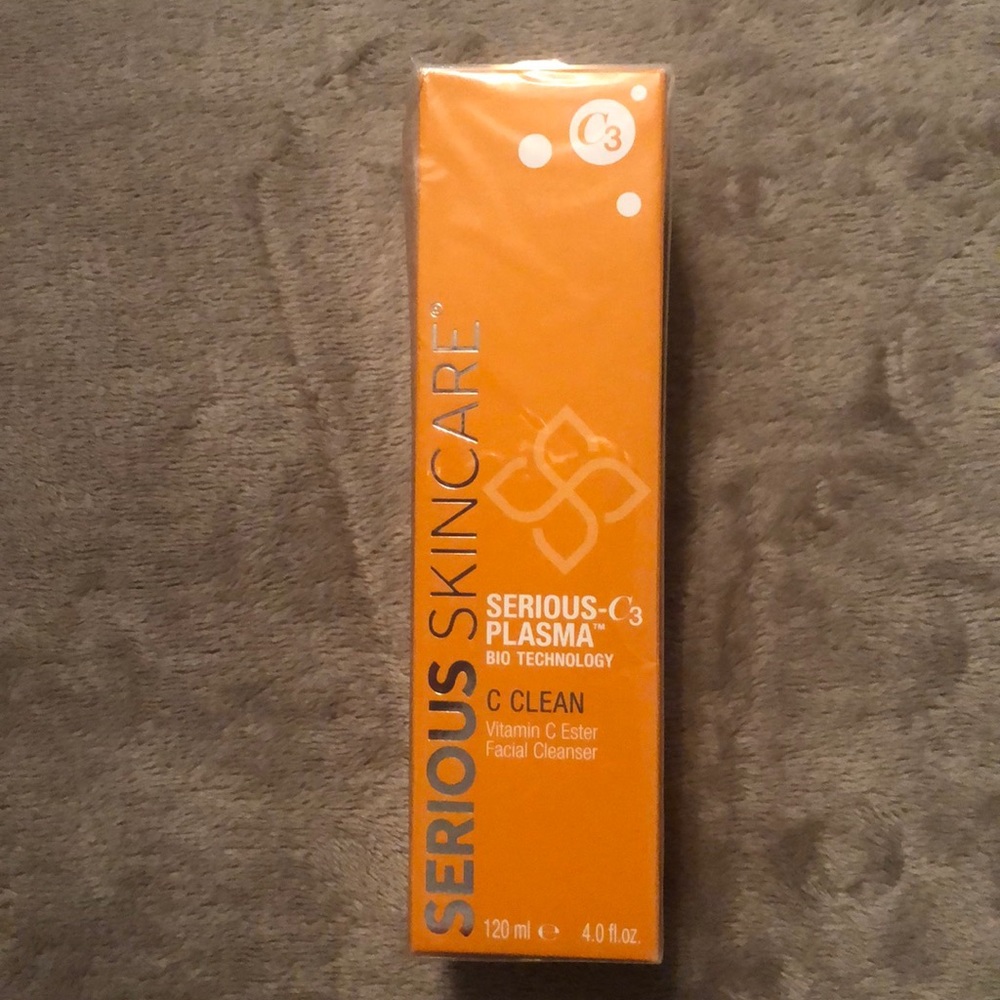 C3
SERIOUS SKINCARE®
SERIOUS-C3
PLASMA™
BIO TECHNOLOGY
C CLEAN
Vitamin C Ester
Facial Cleanser
120 ml ℮ 4.0 fl.oz.